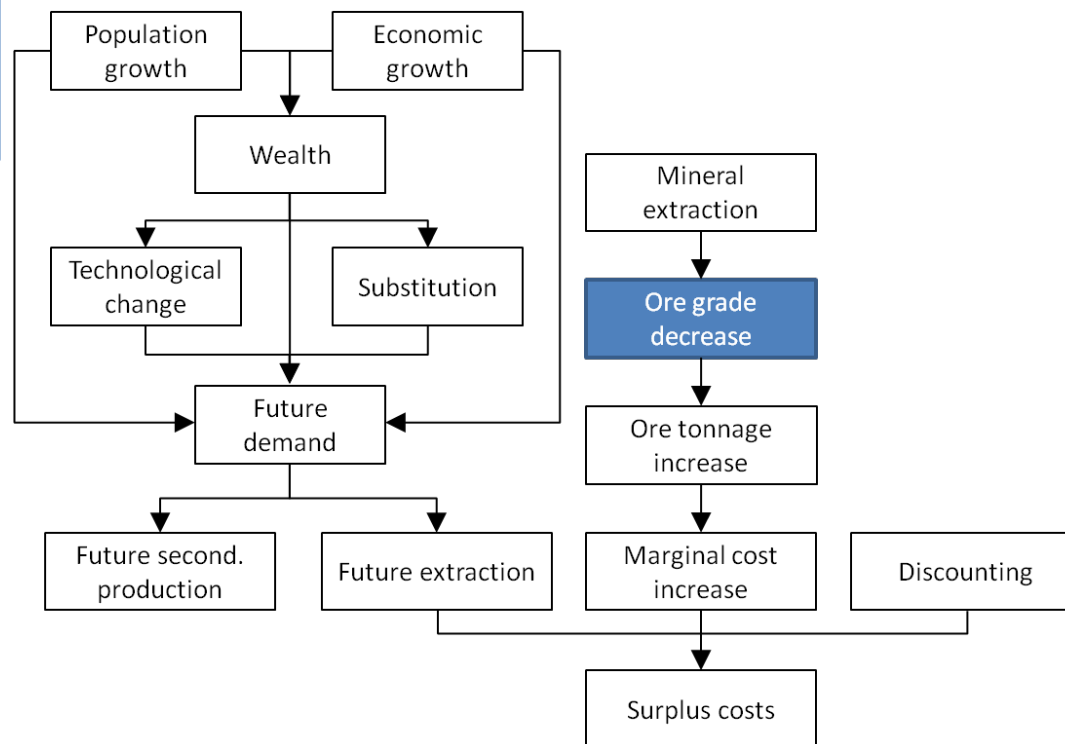 Population
growth
Economic
growth
Wealth
Mineral
extraction
Technological
change
Substitution
Ore grade
decrease
Future
demand
Ore tonnage
increase
Future second.
production
Future extraction
Marginal cost
increase
Discounting
Surplus costs